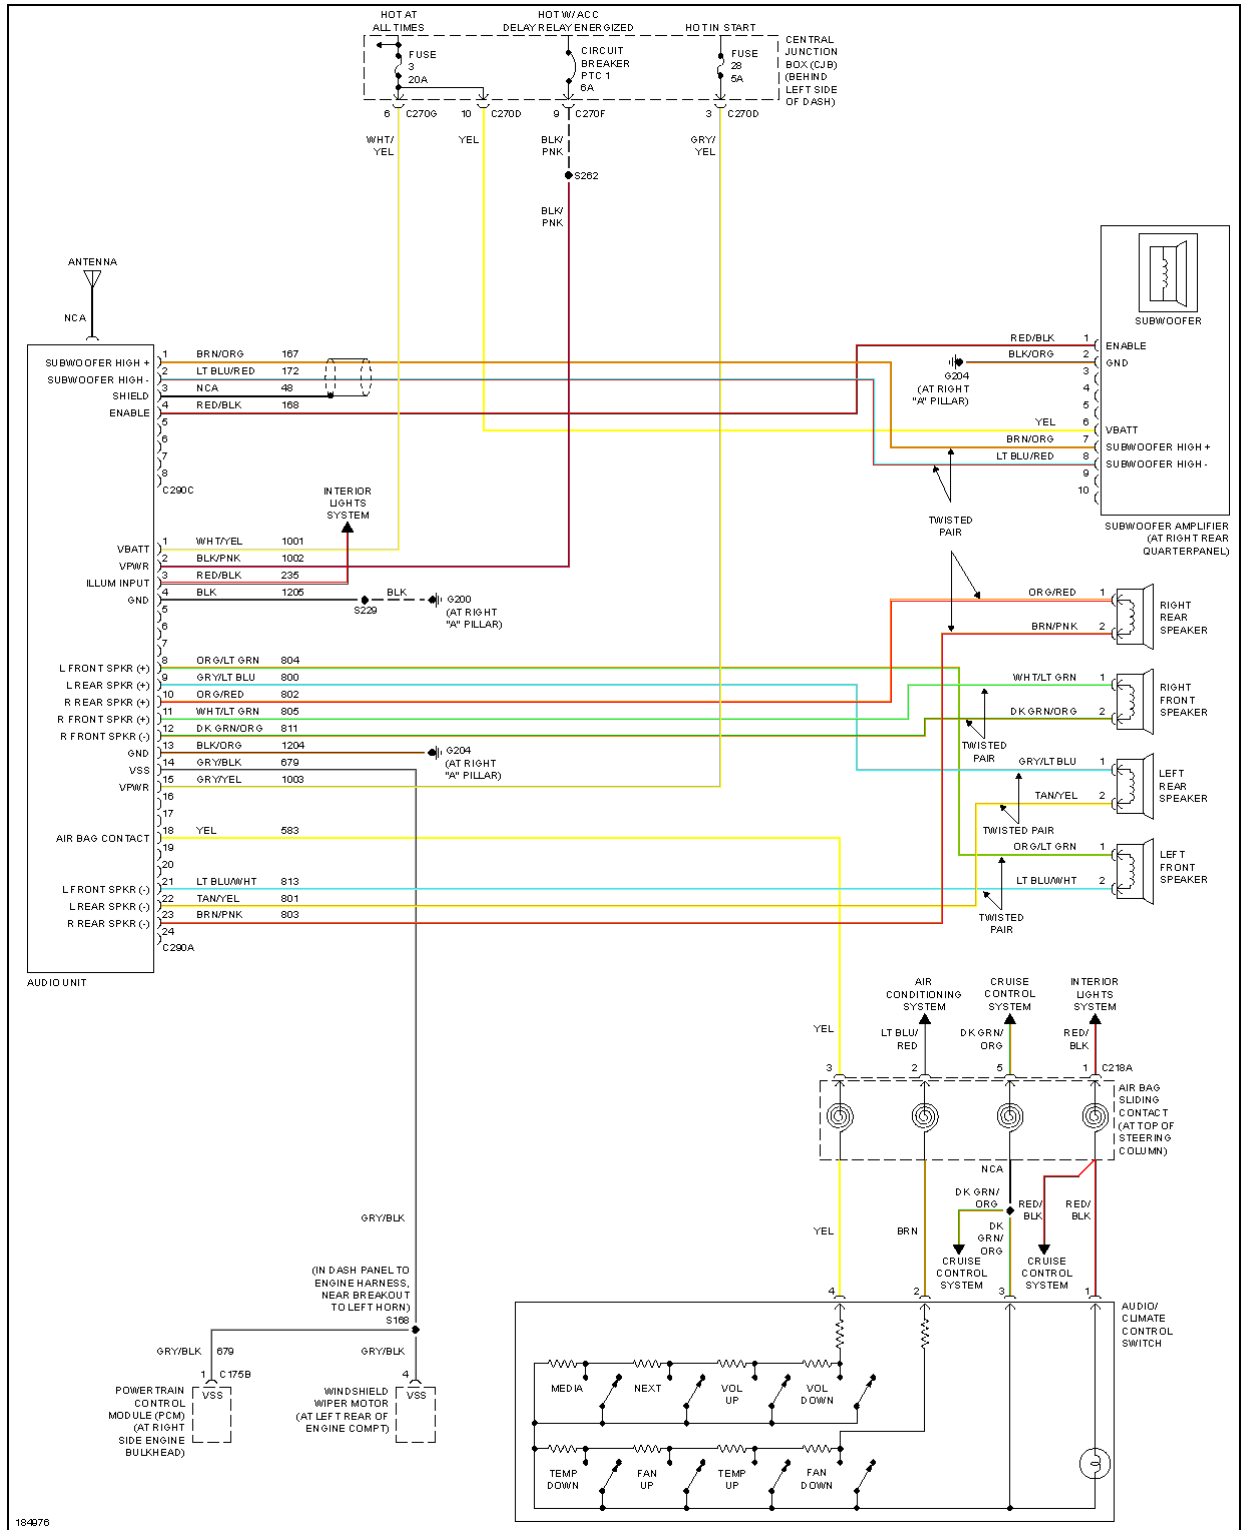 HOT AT
ALL TIMES
HOT W/ ACC
DELAY RELAY ENERGIZED
HOT IN START
FUSE
3
20A
CIRCUIT
BREAKER
PTC 1
6A
FUSE
28
5A
CENTRAL
JUNCTION
BOX (CJB)
(BEHIND
LEFT SIDE
OF DASH)
6 C270G
10 C270D
9 C270F
3 C270D
WHT/
YEL
YEL
BLK/
PNK
GRY/
YEL
S262
BLK/
PNK
ANTENNA
NCA
SUBWOOFER
SUBWOOFER HIGH + 1 BRN/ORG 167
SUBWOOFER HIGH - 2 LT BLU/RED 172
SHIELD 3 NCA 48
ENABLE 4 RED/BLK 168
5
6
7
8
C290C
RED/BLK 1 ENABLE
BLK/ORG 2 GND
G204
(AT RIGHT
"A" PILLAR)
3
4
5
YEL 6 VBATT
BRN/ORG 7 SUBWOOFER HIGH +
LT BLU/RED 8 SUBWOOFER HIGH -
9
10
TWISTED
PAIR
SUBWOOFER AMPLIFIER
(AT RIGHT REAR
QUARTERPANEL)
INTERIOR
LIGHTS
SYSTEM
VBATT 1 WHT/YEL 1001
VPWR 2 BLK/PNK 1002
ILLUM INPUT 3 RED/BLK 235
GND 4 BLK 1205
S229
BLK
G200
(AT RIGHT
"A" PILLAR)
5
6
7
L FRONT SPKR (+) 8 ORG/LT GRN 804
L REAR SPKR (+) 9 GRY/LT BLU 800
R REAR SPKR (+) 10 ORG/RED 802
R FRONT SPKR (+) 11 WHT/LT GRN 805
R FRONT SPKR (-) 12 DK GRN/ORG 811
GND 13 BLK/ORG 1204
G204
(AT RIGHT
"A" PILLAR)
VSS 14 GRY/BLK 679
VPWR 15 GRY/YEL 1003
16
17
AIR BAG CONTACT 18 YEL 583
19
20
L FRONT SPKR (-) 21 LT BLU/WHT 813
L REAR SPKR (-) 22 TAN/YEL 801
R REAR SPKR (-) 23 BRN/PNK 803
24
C290A
AUDIO UNIT
ORG/RED 1
BRN/PNK 2
RIGHT
REAR
SPEAKER
WHT/LT GRN 1
DK GRN/ORG 2
TWISTED
PAIR
RIGHT
FRONT
SPEAKER
GRY/LT BLU 1
TAN/YEL 2
TWISTED PAIR
LEFT
REAR
SPEAKER
ORG/LT GRN 1
LT BLU/WHT 2
TWISTED
PAIR
LEFT
FRONT
SPEAKER
AIR
CONDITIONING
SYSTEM
CRUISE
CONTROL
SYSTEM
INTERIOR
LIGHTS
SYSTEM
YEL
LT BLU/
RED
DK GRN/
ORG
RED/
BLK
3 2 5 1 C218A
AIR BAG
SLIDING
CONTACT
(AT TOP OF
STEERING
COLUMN)
NCA
DK GRN/
ORG
RED/
BLK
RED/
BLK
YEL
BRN
DK
GRN/
ORG
CRUISE
CONTROL
SYSTEM
CRUISE
CONTROL
SYSTEM
4 2 3 1
AUDIO/
CLIMATE
CONTROL
SWITCH
MEDIA
NEXT
VOL
UP
VOL
DOWN
TEMP
DOWN
FAN
UP
TEMP
UP
FAN
DOWN
GRY/BLK
(IN DASH PANEL TO
ENGINE HARNESS,
NEAR BREAKOUT
TO LEFT HORN)
S168
GRY/BLK 679
GRY/BLK
1 C175B
VSS
POWERTRAIN
CONTROL
MODULE (PCM)
(AT RIGHT
SIDE ENGINE
BULKHEAD)
4
VSS
WINDSHIELD
WIPER MOTOR
(AT LEFT REAR OF
ENGINE COMPT)
184976